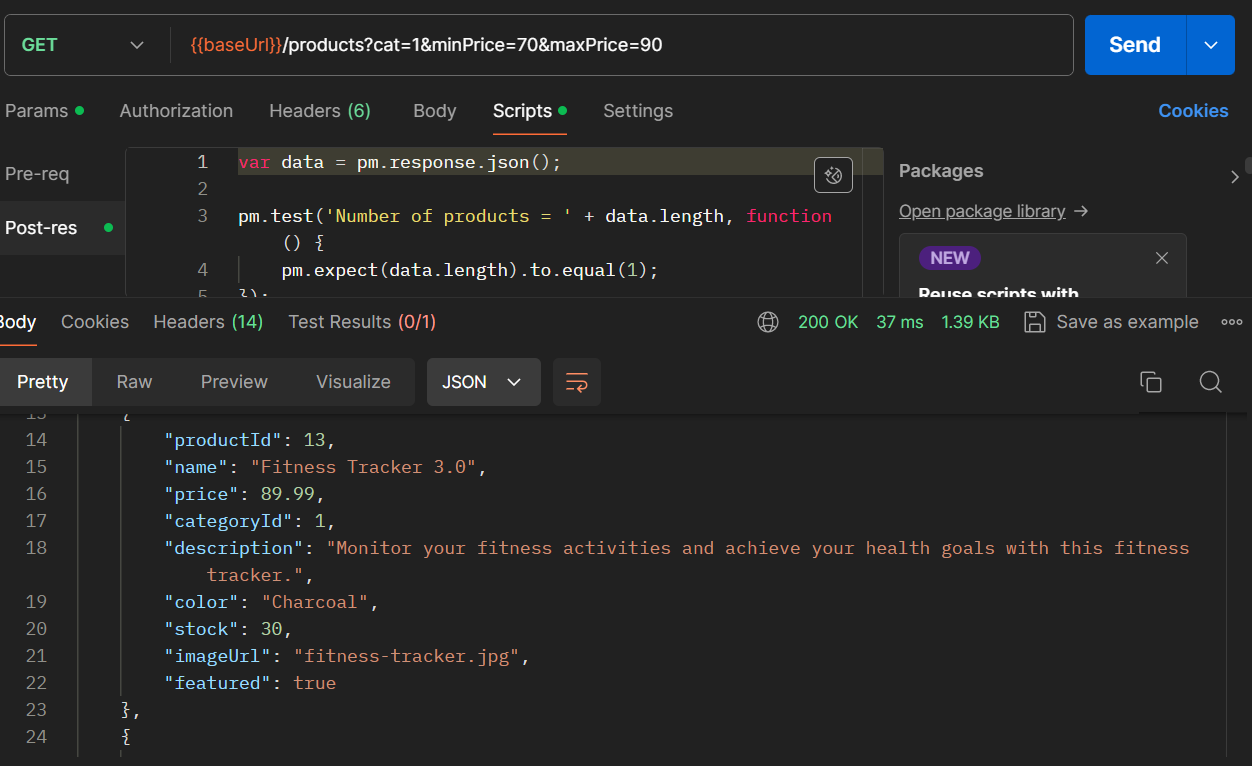 GET {{baseUrl}}/products?cat=1&minPrice=70&maxPrice=90 Send
Params Authorization Headers (6) Body Scripts Settings Cookies
Pre-req
Post-res
1 var data = pm.response.json();
2
3 pm.test('Number of products = ' + data.length, function
() {
4 pm.expect(data.length).to.equal(1);
5 });
Packages
Open package library →
NEW
Reuse scripts with
Body Cookies Headers (14) Test Results (0/1) 200 OK 37 ms 1.39 KB Save as example
Pretty Raw Preview Visualize JSON
13 {
14 "productId": 13,
15 "name": "Fitness Tracker 3.0",
16 "price": 89.99,
17 "categoryId": 1,
18 "description": "Monitor your fitness activities and achieve your health goals with this fitness
tracker.",
19 "color": "Charcoal",
20 "stock": 30,
21 "imageUrl": "fitness-tracker.jpg",
22 "featured": true
23 },
24 {